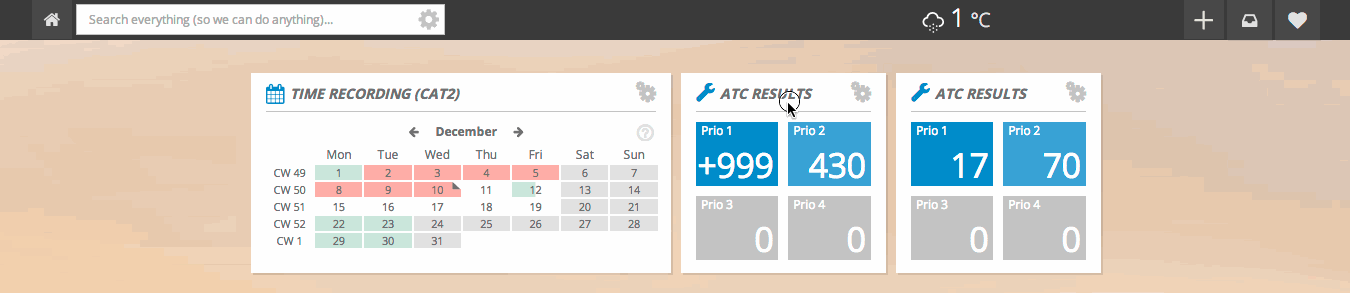 Search everything (so we can do anything)...
1 °C
TIME RECORDING (CAT2)
December
?
Mon Tue Wed Thu Fri Sat Sun
CW 49 1 2 3 4 5 6 7
CW 50 8 9 10 11 12 13 14
CW 51 15 16 17 18 19 20 21
CW 52 22 23 24 25 26 27 28
CW 1 29 30 31
ATC RESULTS
Prio 1
+999
Prio 2
430
Prio 3
0
Prio 4
0
ATC RESULTS
Prio 1
17
Prio 2
70
Prio 3
0
Prio 4
0